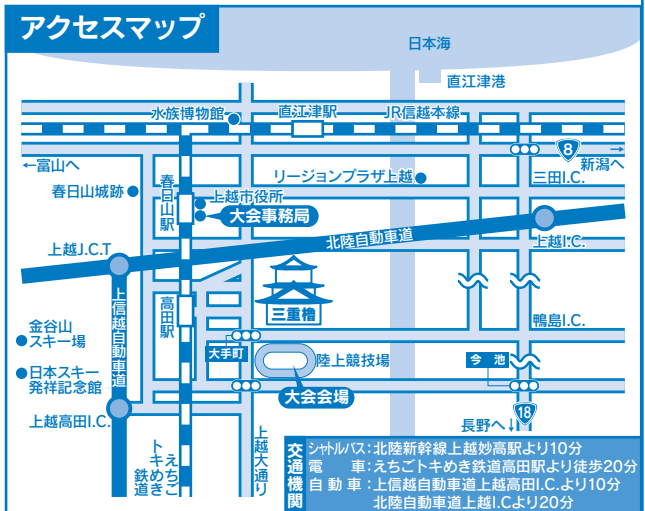 アクセスマップ
日本海
直江津港
水族博物館
直江津駅
JR信越本線
8
←富山へ
→
新潟へ
春日山城跡
春日山駅
上越市役所
大会事務局
リージョンプラザ上越
三田I.C.
上越J.C.T
北陸自動車道
上越I.C.
上信越自動車道
高田駅
三重櫓
鴨島I.C.
金谷山
スキー場
大手町
陸上競技場
今池
日本スキー
発祥記念館
大会会場
上越高田I.C.
18
長野へ↓
上越大通り
えちご
トキめき
鉄道
交通機関
シャトルバス:北陸新幹線上越妙高駅より10分
電　　車:えちごトキめき鉄道高田駅より徒歩20分
自動車:上信越自動車道上越高田I.C.より10分
北陸自動車道上越I.Cより20分